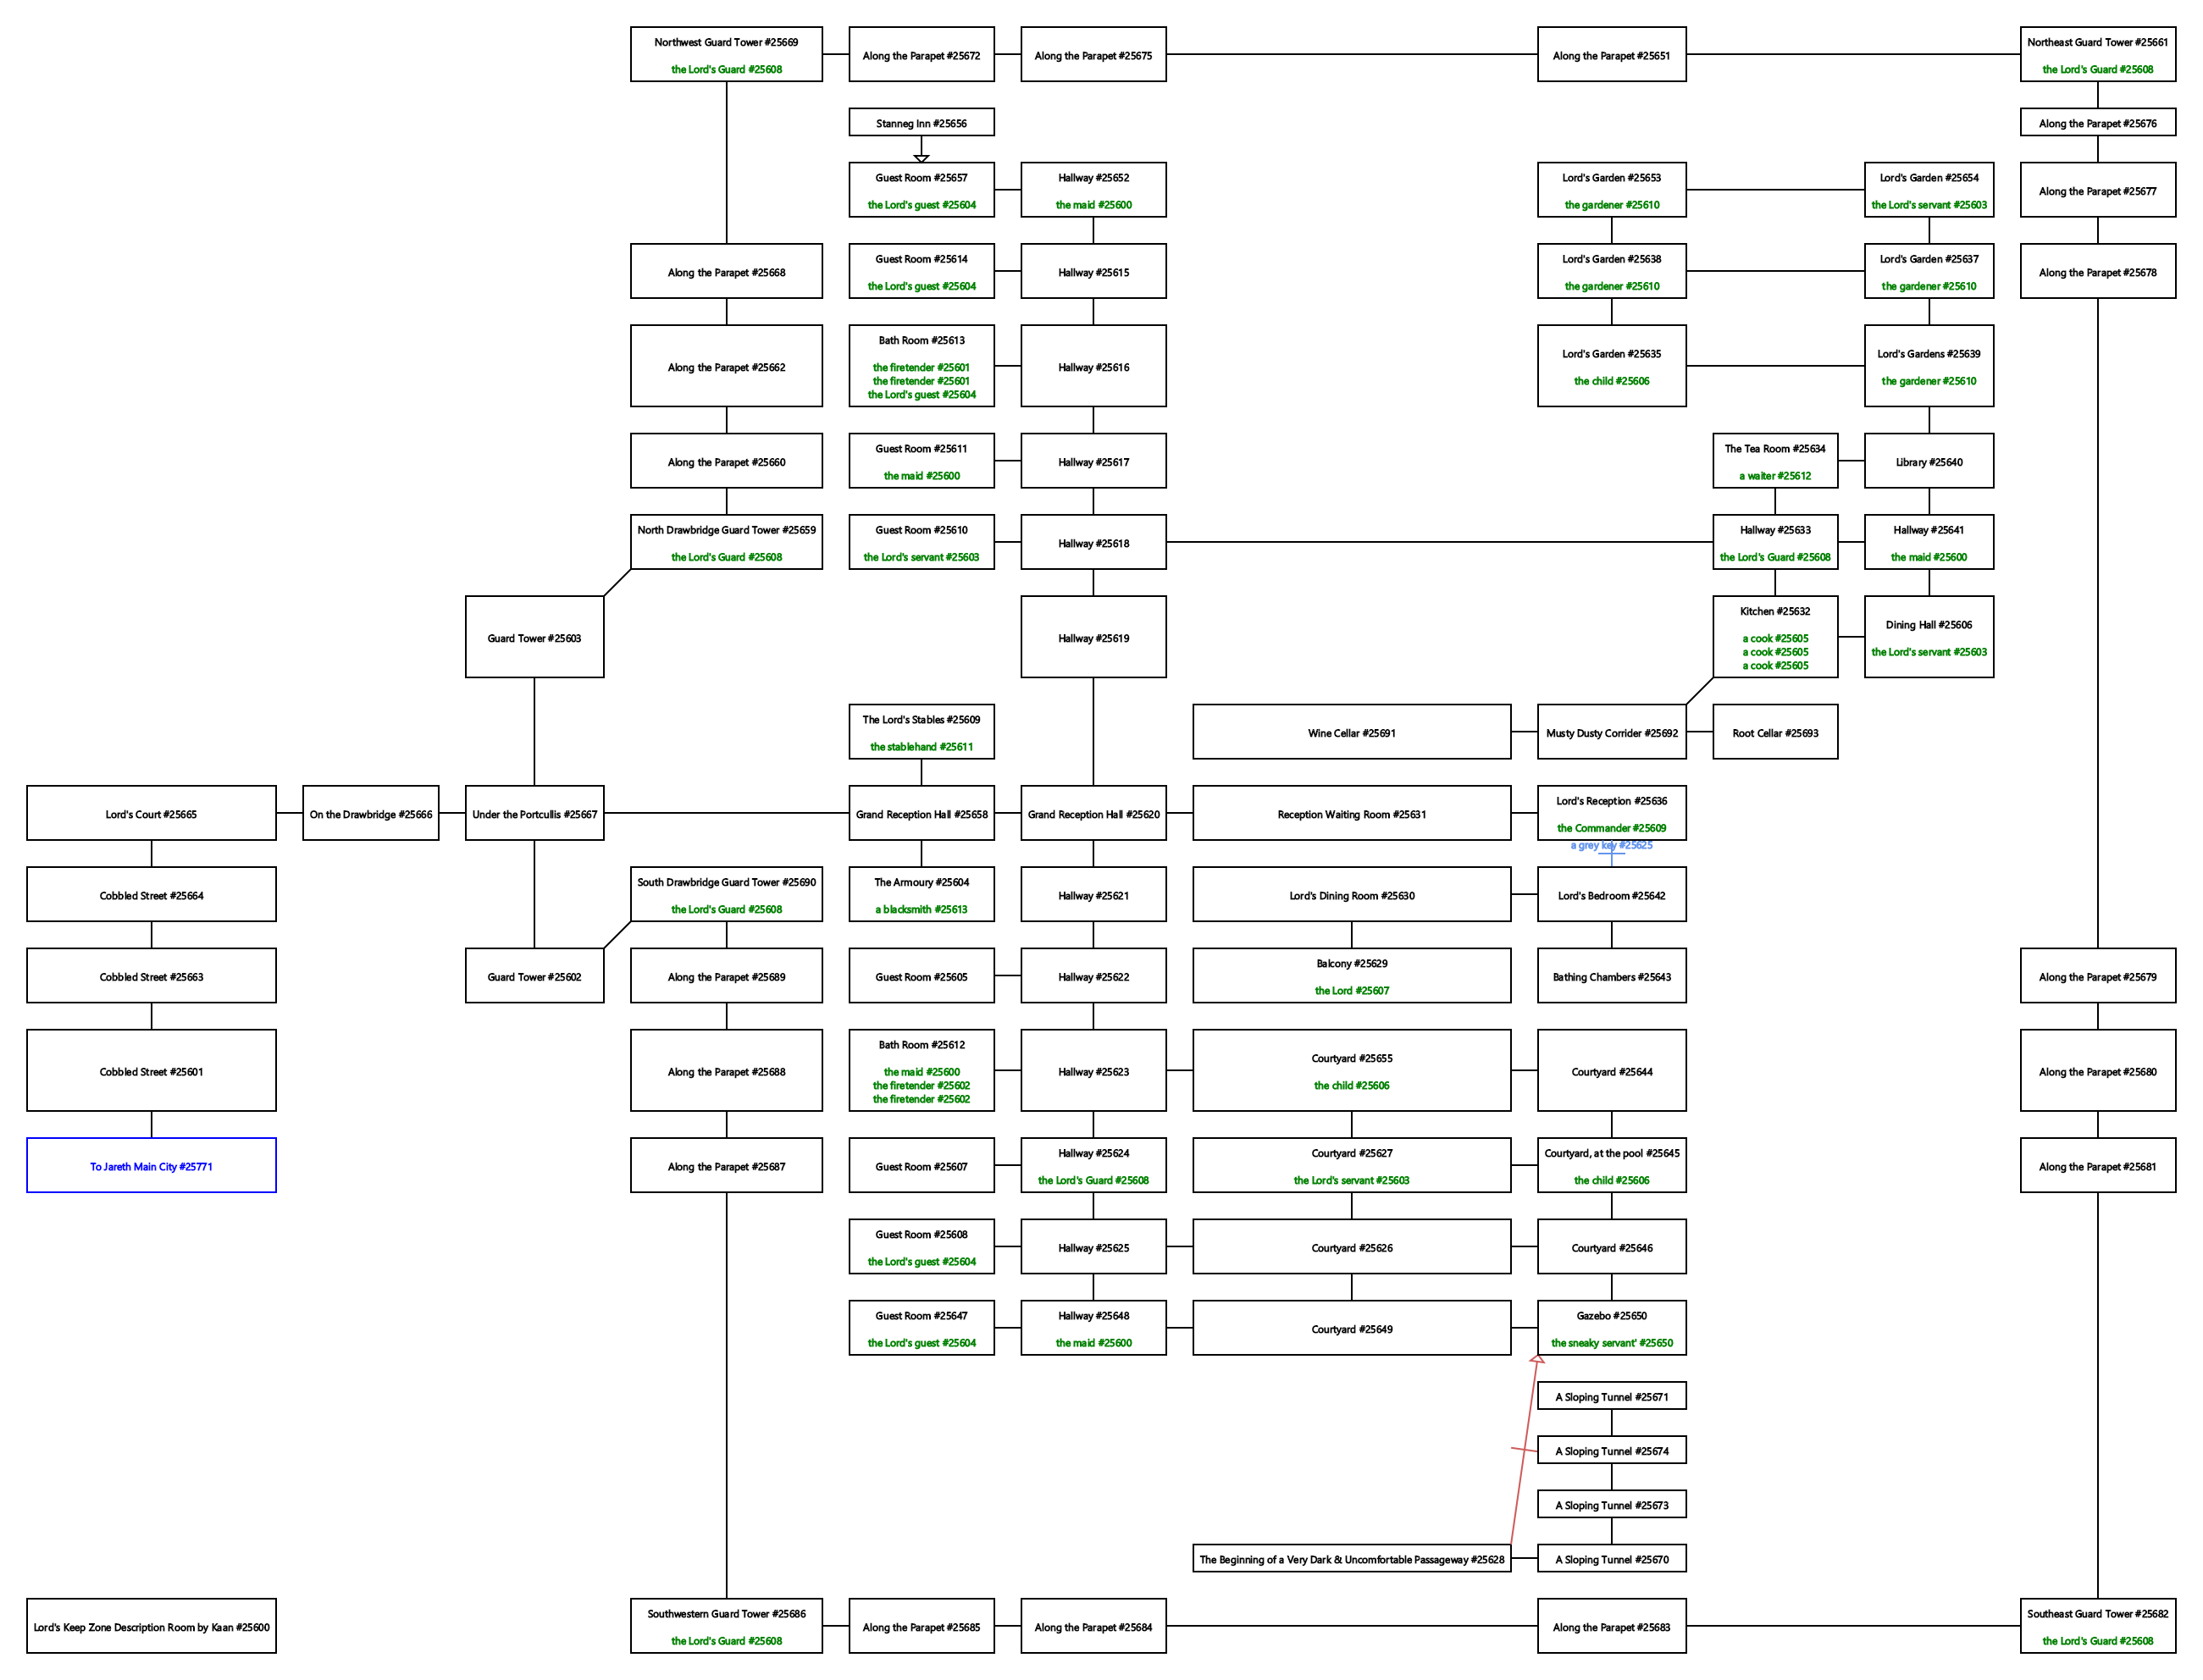 Northwest Guard Tower #25669
the Lord's Guard #25608
Along the Parapet #25672
Along the Parapet #25675
Along the Parapet #25651
Northeast Guard Tower #25661
the Lord's Guard #25608
Stanneg Inn #25656
Along the Parapet #25676
Guest Room #25657
the Lord's guest #25604
Hallway #25652
the maid #25600
Lord's Garden #25653
the gardener #25610
Lord's Garden #25654
the Lord's servant #25603
Along the Parapet #25677
Along the Parapet #25668
Guest Room #25614
the Lord's guest #25604
Hallway #25615
Lord's Garden #25638
the gardener #25610
Lord's Garden #25637
the gardener #25610
Along the Parapet #25678
Along the Parapet #25662
Bath Room #25613
the firetender #25601
the firetender #25601
the Lord's guest #25604
Hallway #25616
Lord's Garden #25635
the child #25606
Lord's Gardens #25639
the gardener #25610
Along the Parapet #25660
Guest Room #25611
the maid #25600
Hallway #25617
The Tea Room #25634
a waiter #25612
Library #25640
North Drawbridge Guard Tower #25659
the Lord's Guard #25608
Guest Room #25610
the Lord's servant #25603
Hallway #25618
Hallway #25633
the Lord's Guard #25608
Hallway #25641
the maid #25600
Guard Tower #25603
Hallway #25619
Kitchen #25632
a cook #25605
a cook #25605
a cook #25605
Dining Hall #25606
the Lord's servant #25603
The Lord's Stables #25609
the stablehand #25611
Wine Cellar #25691
Musty Dusty Corrider #25692
Root Cellar #25693
Lord's Court #25665
On the Drawbridge #25666
Under the Portcullis #25667
Grand Reception Hall #25658
Grand Reception Hall #25620
Reception Waiting Room #25631
Lord's Reception #25636
the Commander #25609
a grey key #25625
Cobbled Street #25664
South Drawbridge Guard Tower #25690
the Lord's Guard #25608
The Armoury #25604
a blacksmith #25613
Hallway #25621
Lord's Dining Room #25630
Lord's Bedroom #25642
Cobbled Street #25663
Guard Tower #25602
Along the Parapet #25689
Guest Room #25605
Hallway #25622
Balcony #25629
the Lord #25607
Bathing Chambers #25643
Along the Parapet #25679
Cobbled Street #25601
Along the Parapet #25688
Bath Room #25612
the maid #25600
the firetender #25602
the firetender #25602
Hallway #25623
Courtyard #25655
the child #25606
Courtyard #25644
Along the Parapet #25680
To Jareth Main City #25771
Along the Parapet #25687
Guest Room #25607
Hallway #25624
the Lord's Guard #25608
Courtyard #25627
the Lord's servant #25603
Courtyard, at the pool #25645
the child #25606
Along the Parapet #25681
Guest Room #25608
the Lord's guest #25604
Hallway #25625
Courtyard #25626
Courtyard #25646
Guest Room #25647
the Lord's guest #25604
Hallway #25648
the maid #25600
Courtyard #25649
Gazebo #25650
the sneaky servant' #25650
A Sloping Tunnel #25671
A Sloping Tunnel #25674
A Sloping Tunnel #25673
The Beginning of a Very Dark & Uncomfortable Passageway #25628
A Sloping Tunnel #25670
Lord's Keep Zone Description Room by Kaan #25600
Southwestern Guard Tower #25686
the Lord's Guard #25608
Along the Parapet #25685
Along the Parapet #25684
Along the Parapet #25683
Southeast Guard Tower #25682
the Lord's Guard #25608